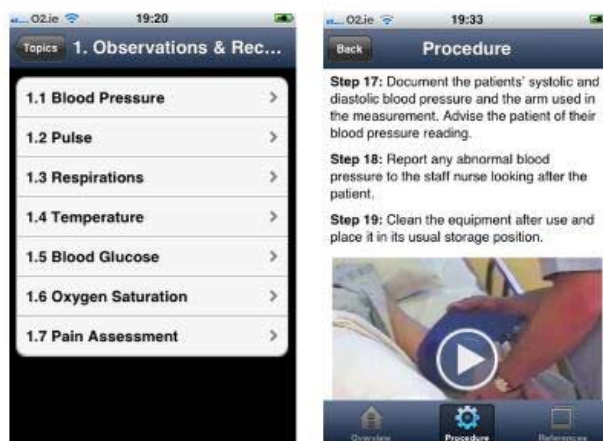 02.ie 19:20
Topics 1. Observations & Rec...
1.1 Blood Pressure
1.2 Pulse
1.3 Respirations
1.4 Temperature
1.5 Blood Glucose
1.6 Oxygen Saturation
1.7 Pain Assessment
02.ie 19:33
Back Procedure
Step 17: Document the patients' systolic and
diastolic blood pressure and the arm used in
the measurement. Advise the patient of their
blood pressure reading.
Step 18: Report any abnormal blood
pressure to the staff nurse looking after the
patient.
Step 19: Clean the equipment after use and
place it in its usual storage position.
Overview Procedure References